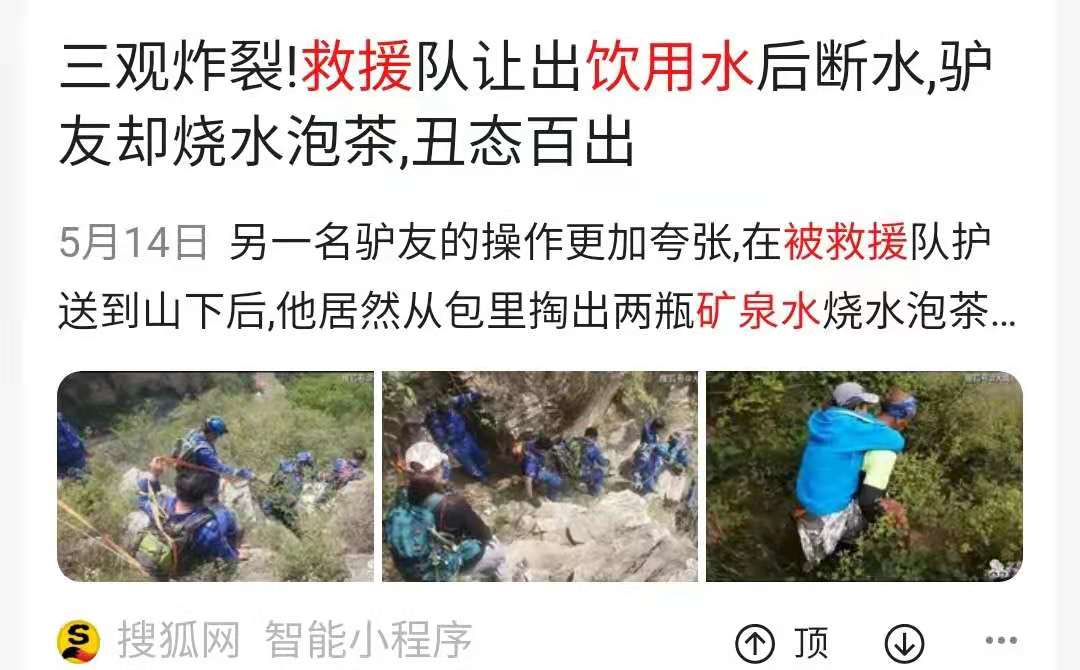 三观炸裂!救援队让出饮用水后断水,驴
友却烧水泡茶,丑态百出
5月14日 另一名驴友的操作更加夸张,在被救援队护
送到山下后,他居然从包里掏出两瓶矿泉水烧水泡茶...
搜狐网 智能小程序
顶